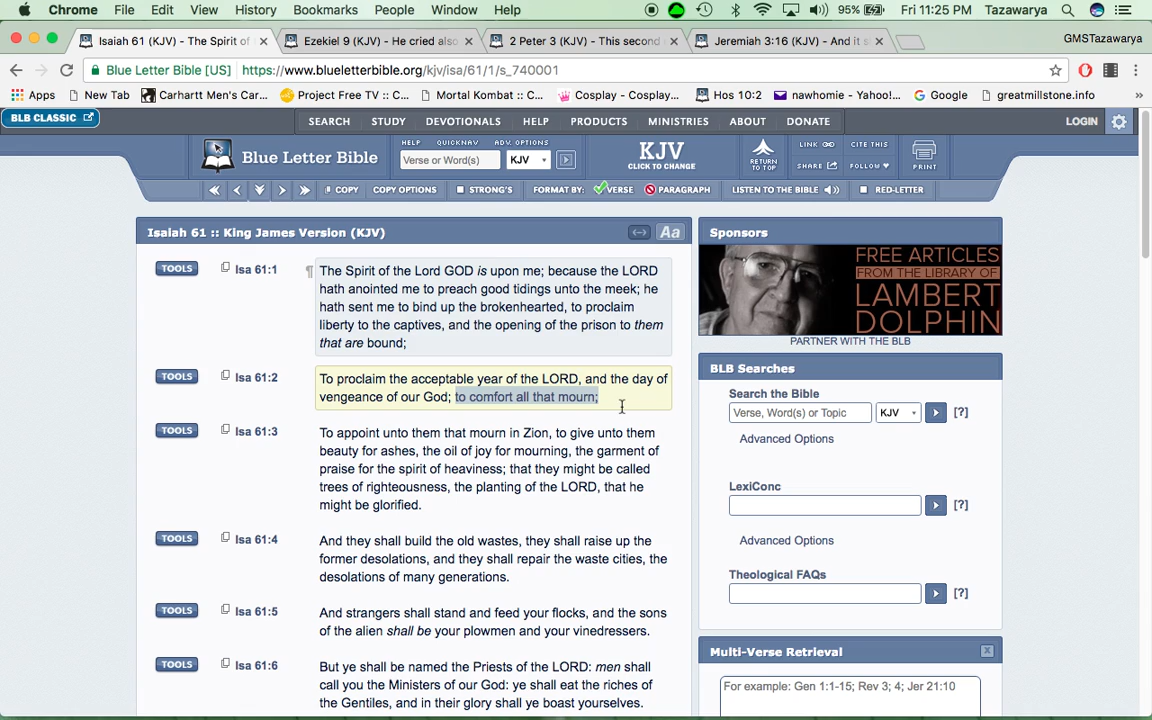 Chrome File Edit View History Bookmarks People Window Help 95% Fri 11:25 PM Tazawarya
Isaiah 61 (KJV) - The Spirit of Ezekiel 9 (KJV) - He cried also 2 Peter 3 (KJV) - This second Jeremiah 3:16 (KJV) - And it s GMSTazawarya
Blue Letter Bible [US] https://www.blueletterbible.org/kjv/isa/61/1/s_740001
Apps New Tab Carhartt Men's Car... Project Free TV :: C... Mortal Kombat :: C... Cosplay - Cosplay... Hos 10:2 nawhomie - Yahoo!... Google greatmillstone.info »
BLB CLASSIC SEARCH STUDY DEVOTIONALS HELP PRODUCTS MINISTRIES ABOUT DONATE LOGIN
HELP QUICKNAV ADV. OPTIONS
Blue Letter Bible Verse or Word(s) KJV KJV CLICK TO CHANGE RETURN TO TOP LINK CITE THIS SHARE FOLLOW PRINT
COPY COPY OPTIONS STRONG'S FORMAT BY: VERSE PARAGRAPH LISTEN TO THE BIBLE RED-LETTER
Isaiah 61 :: King James Version (KJV) Aa
TOOLS Isa 61:1 ¶ The Spirit of the Lord GOD is upon me; because the LORD
hath anointed me to preach good tidings unto the meek; he
hath sent me to bind up the brokenhearted, to proclaim
liberty to the captives, and the opening of the prison to them
that are bound;
TOOLS Isa 61:2 To proclaim the acceptable year of the LORD, and the day of
vengeance of our God; to comfort all that mourn;
TOOLS Isa 61:3 To appoint unto them that mourn in Zion, to give unto them
beauty for ashes, the oil of joy for mourning, the garment of
praise for the spirit of heaviness; that they might be called
trees of righteousness, the planting of the LORD, that he
might be glorified.
TOOLS Isa 61:4 And they shall build the old wastes, they shall raise up the
former desolations, and they shall repair the waste cities, the
desolations of many generations.
TOOLS Isa 61:5 And strangers shall stand and feed your flocks, and the sons
of the alien shall be your plowmen and your vinedressers.
TOOLS Isa 61:6 But ye shall be named the Priests of the LORD: men shall
call you the Ministers of our God: ye shall eat the riches of
the Gentiles, and in their glory shall ye boast yourselves.
Sponsors
FREE ARTICLES
FROM THE LIBRARY OF
LAMBERT
DOLPHIN
PARTNER WITH THE BLB
BLB Searches
Search the Bible
Verse, Word(s) or Topic KJV [?]
Advanced Options
LexiConc
[?]
Advanced Options
Theological FAQs
[?]
Multi-Verse Retrieval x
For example: Gen 1:1-15; Rev 3; 4; Jer 21:10